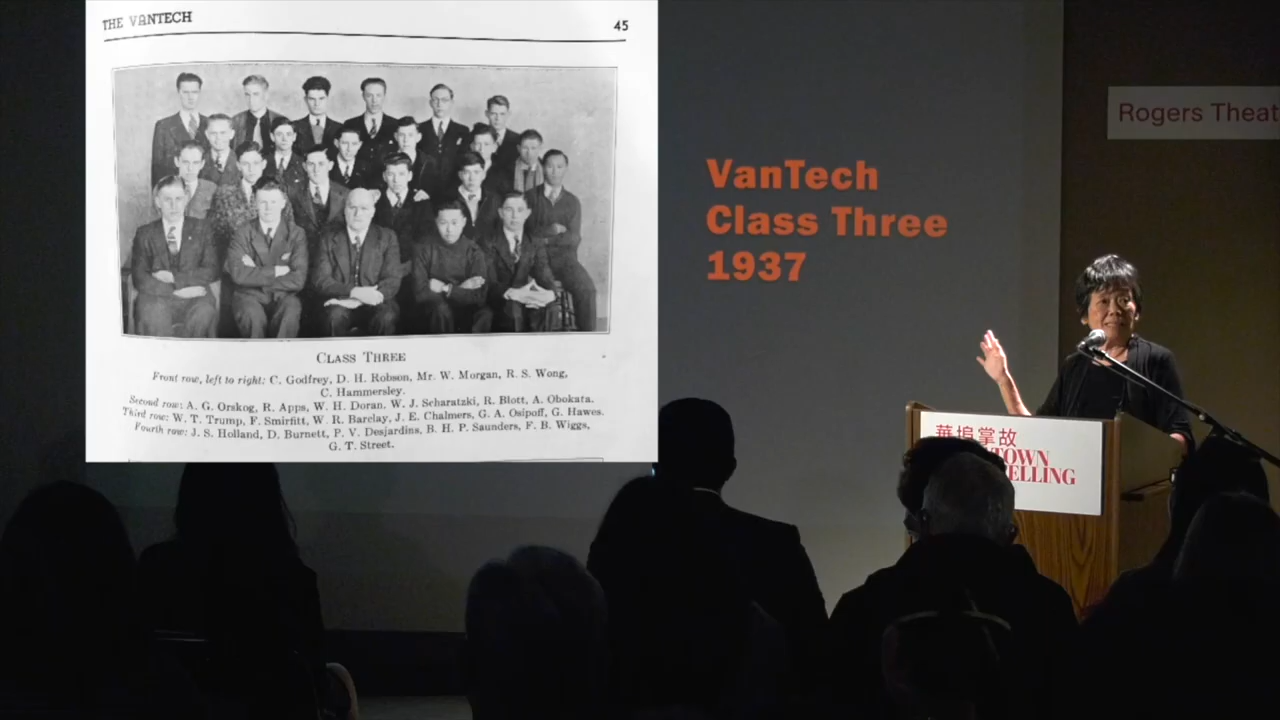 THE VANTECH
45
CLASS THREE
Front row, left to right: C. Godfrey, D. H. Robson, Mr. W. Morgan, R. S. Wong,
C. Hammersley.
Second row: A. G. Orskog, R. Apps, W. H. Doran, W. J. Scharatzki, R. Blott, A. Obokata.
Third row: W. T. Trump, F. Smirfitt, W. R. Barclay, J. E. Chalmers, G. A. Osipoff, G. Hawes.
Fourth row: J. S. Holland, D. Burnett, P. V. Desjardins, B. H. P. Saunders, F. B. Wiggs,
G. T. Street.
VanTech
Class Three
1937
Rogers Theat
華埠掌故
TOWN
ELLING